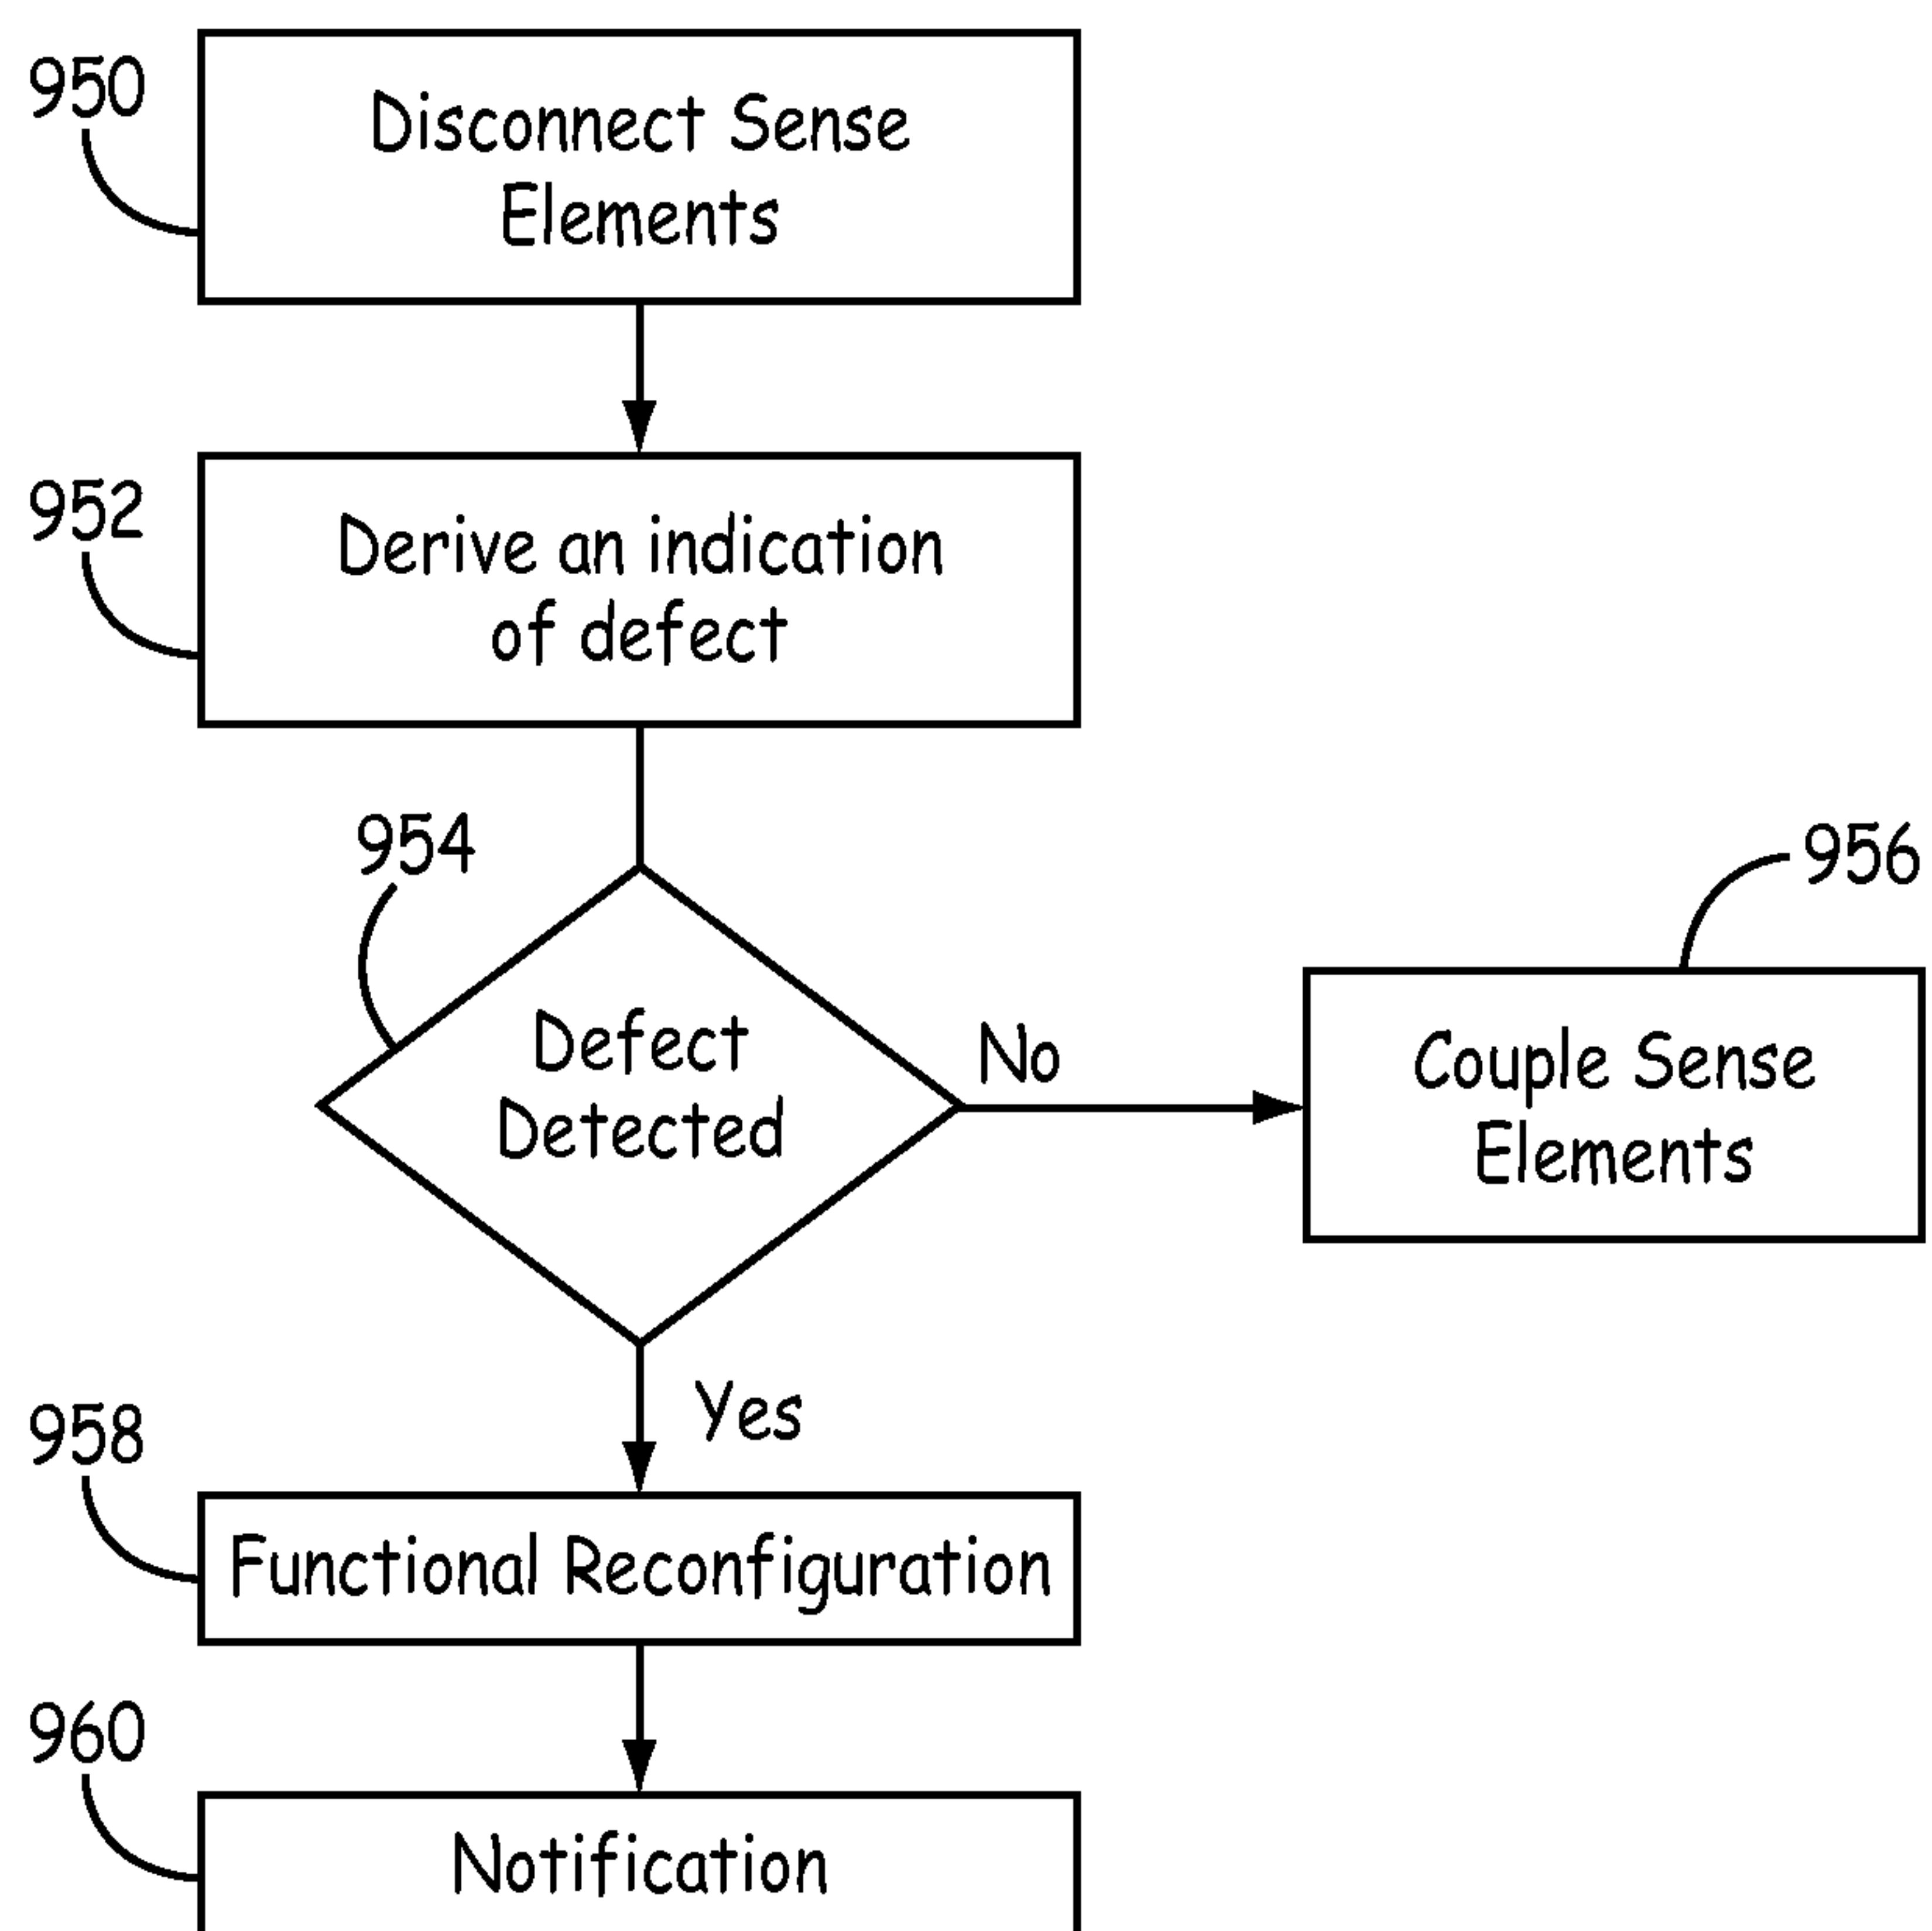 950
Disconnect Sense
Elements
952
Derive an indication
of defect
954
956
Defect
Detected
No
Couple Sense
Elements
Yes
958
Functional Reconfiguration
960
Notification